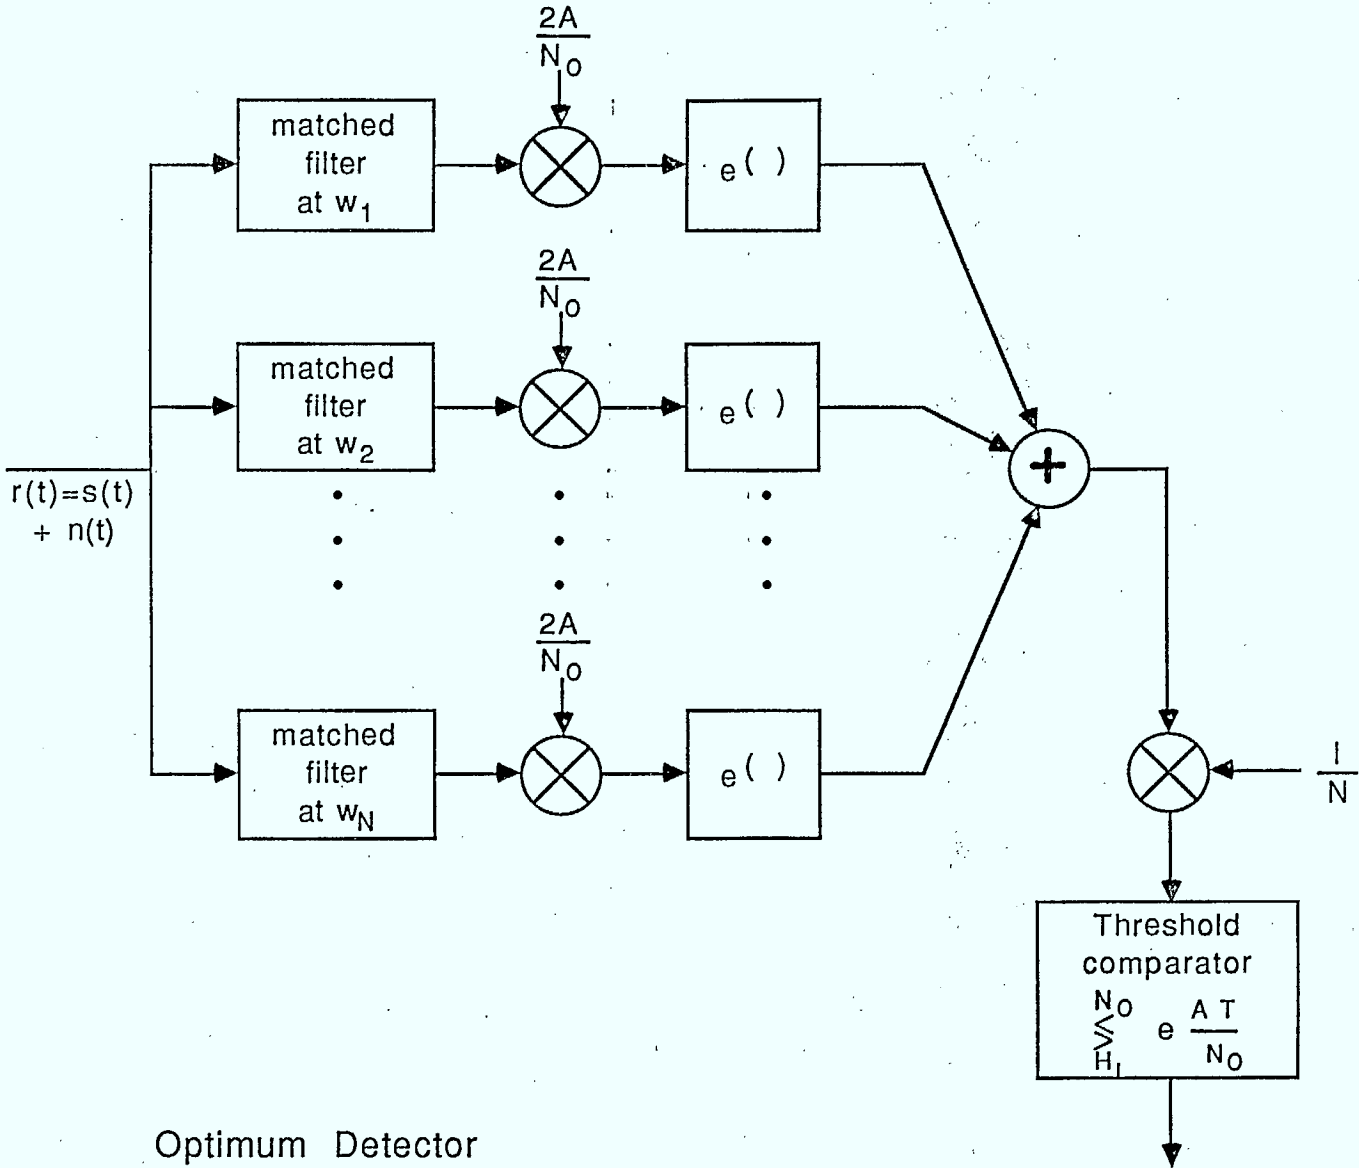 2A
N0
matched
filter
at w1
e( )
2A
N0
matched
filter
at w2
e( )
r(t)=s(t)
+ n(t)
2A
N0
matched
filter
at wN
e( )
1
N
Threshold
comparator
N0
≶ e A T
H1 N0
Optimum Detector